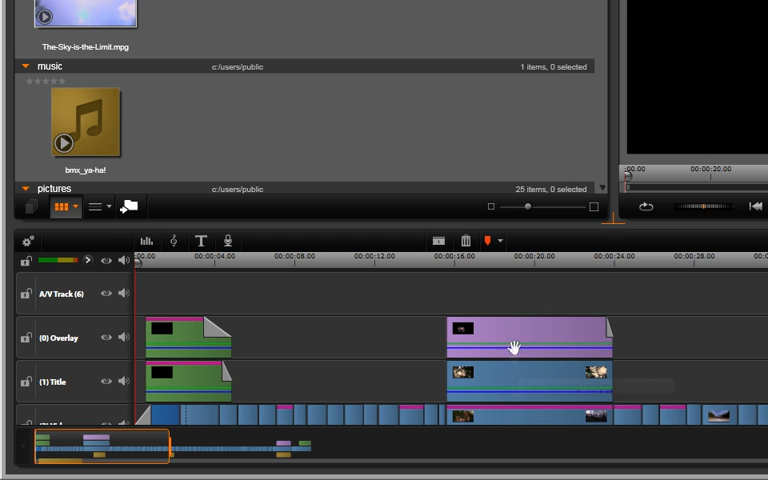 The-Sky-is-the-Limit.mpg
music c:/users/public 1 items, 0 selected
bmx_ya-ha!
pictures c:/users/public 25 items, 0 selected
:00.00 00:00:20.00
:00.00 00:00:04.00 00:00:08.00 00:00:12.00 00:00:16.00 00:00:20.00 00:00:24.00 00:00:28.00
A/V Track (6)
(0) Overlay
(1) Title